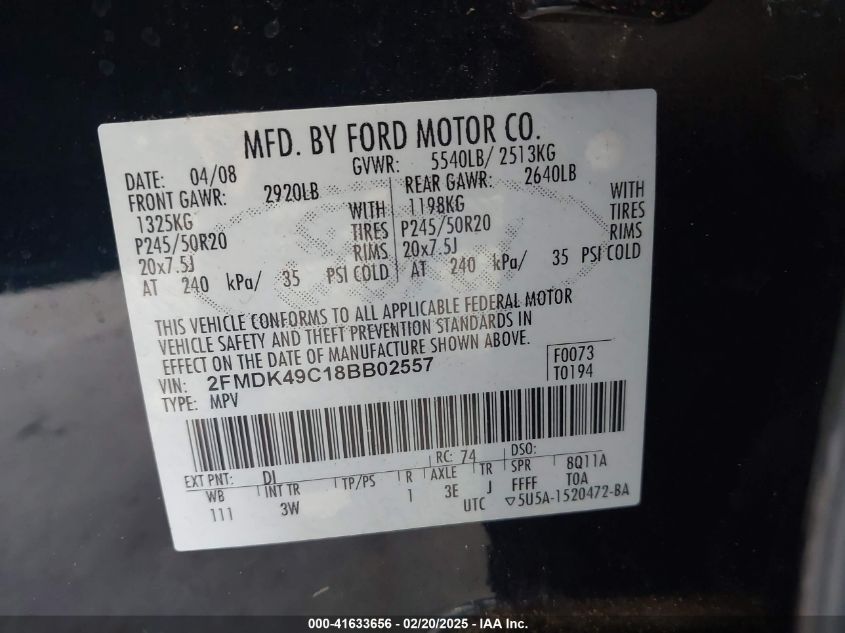 MFD. BY FORD MOTOR CO.
DATE: 04/08 GVWR: 5540LB/ 2513KG
FRONT GAWR: 2920LB REAR GAWR: 2640LB
1325KG WITH 1198KG WITH
P245/50R20 TIRES P245/50R20 TIRES
20x7.5J RIMS 20x7.5J RIMS
AT 240 kPa/ 35 PSI COLD AT 240 kPa/ 35 PSI COLD
THIS VEHICLE CONFORMS TO ALL APPLICABLE FEDERAL MOTOR
VEHICLE SAFETY AND THEFT PREVENTION STANDARDS IN
EFFECT ON THE DATE OF MANUFACTURE SHOWN ABOVE.
VIN: 2FMDK49C18BB02557 F0073
TYPE: MPV T0194
EXT PNT: DI RC: 74 DSO:
WB INT TR TP/PS R AXLE TR SPR 8Q11A
111 3W 1 3E J FFFF TOA
UTC ▽5U5A-1520472-BA
000-41633656 - 02/20/2025 - IAA Inc.